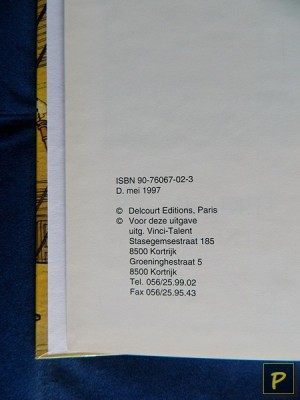 ISBN 90-76067-02-3
D. mei 1997
© Delcourt Editions, Paris
© Voor deze uitgave
uitg. Vinci-Talent
Stasegemsestraat 185
8500 Kortrijk
Groeninghestraat 5
8500 Kortrijk
Tel. 056/25.99.02
Fax 056/25.95.43
P